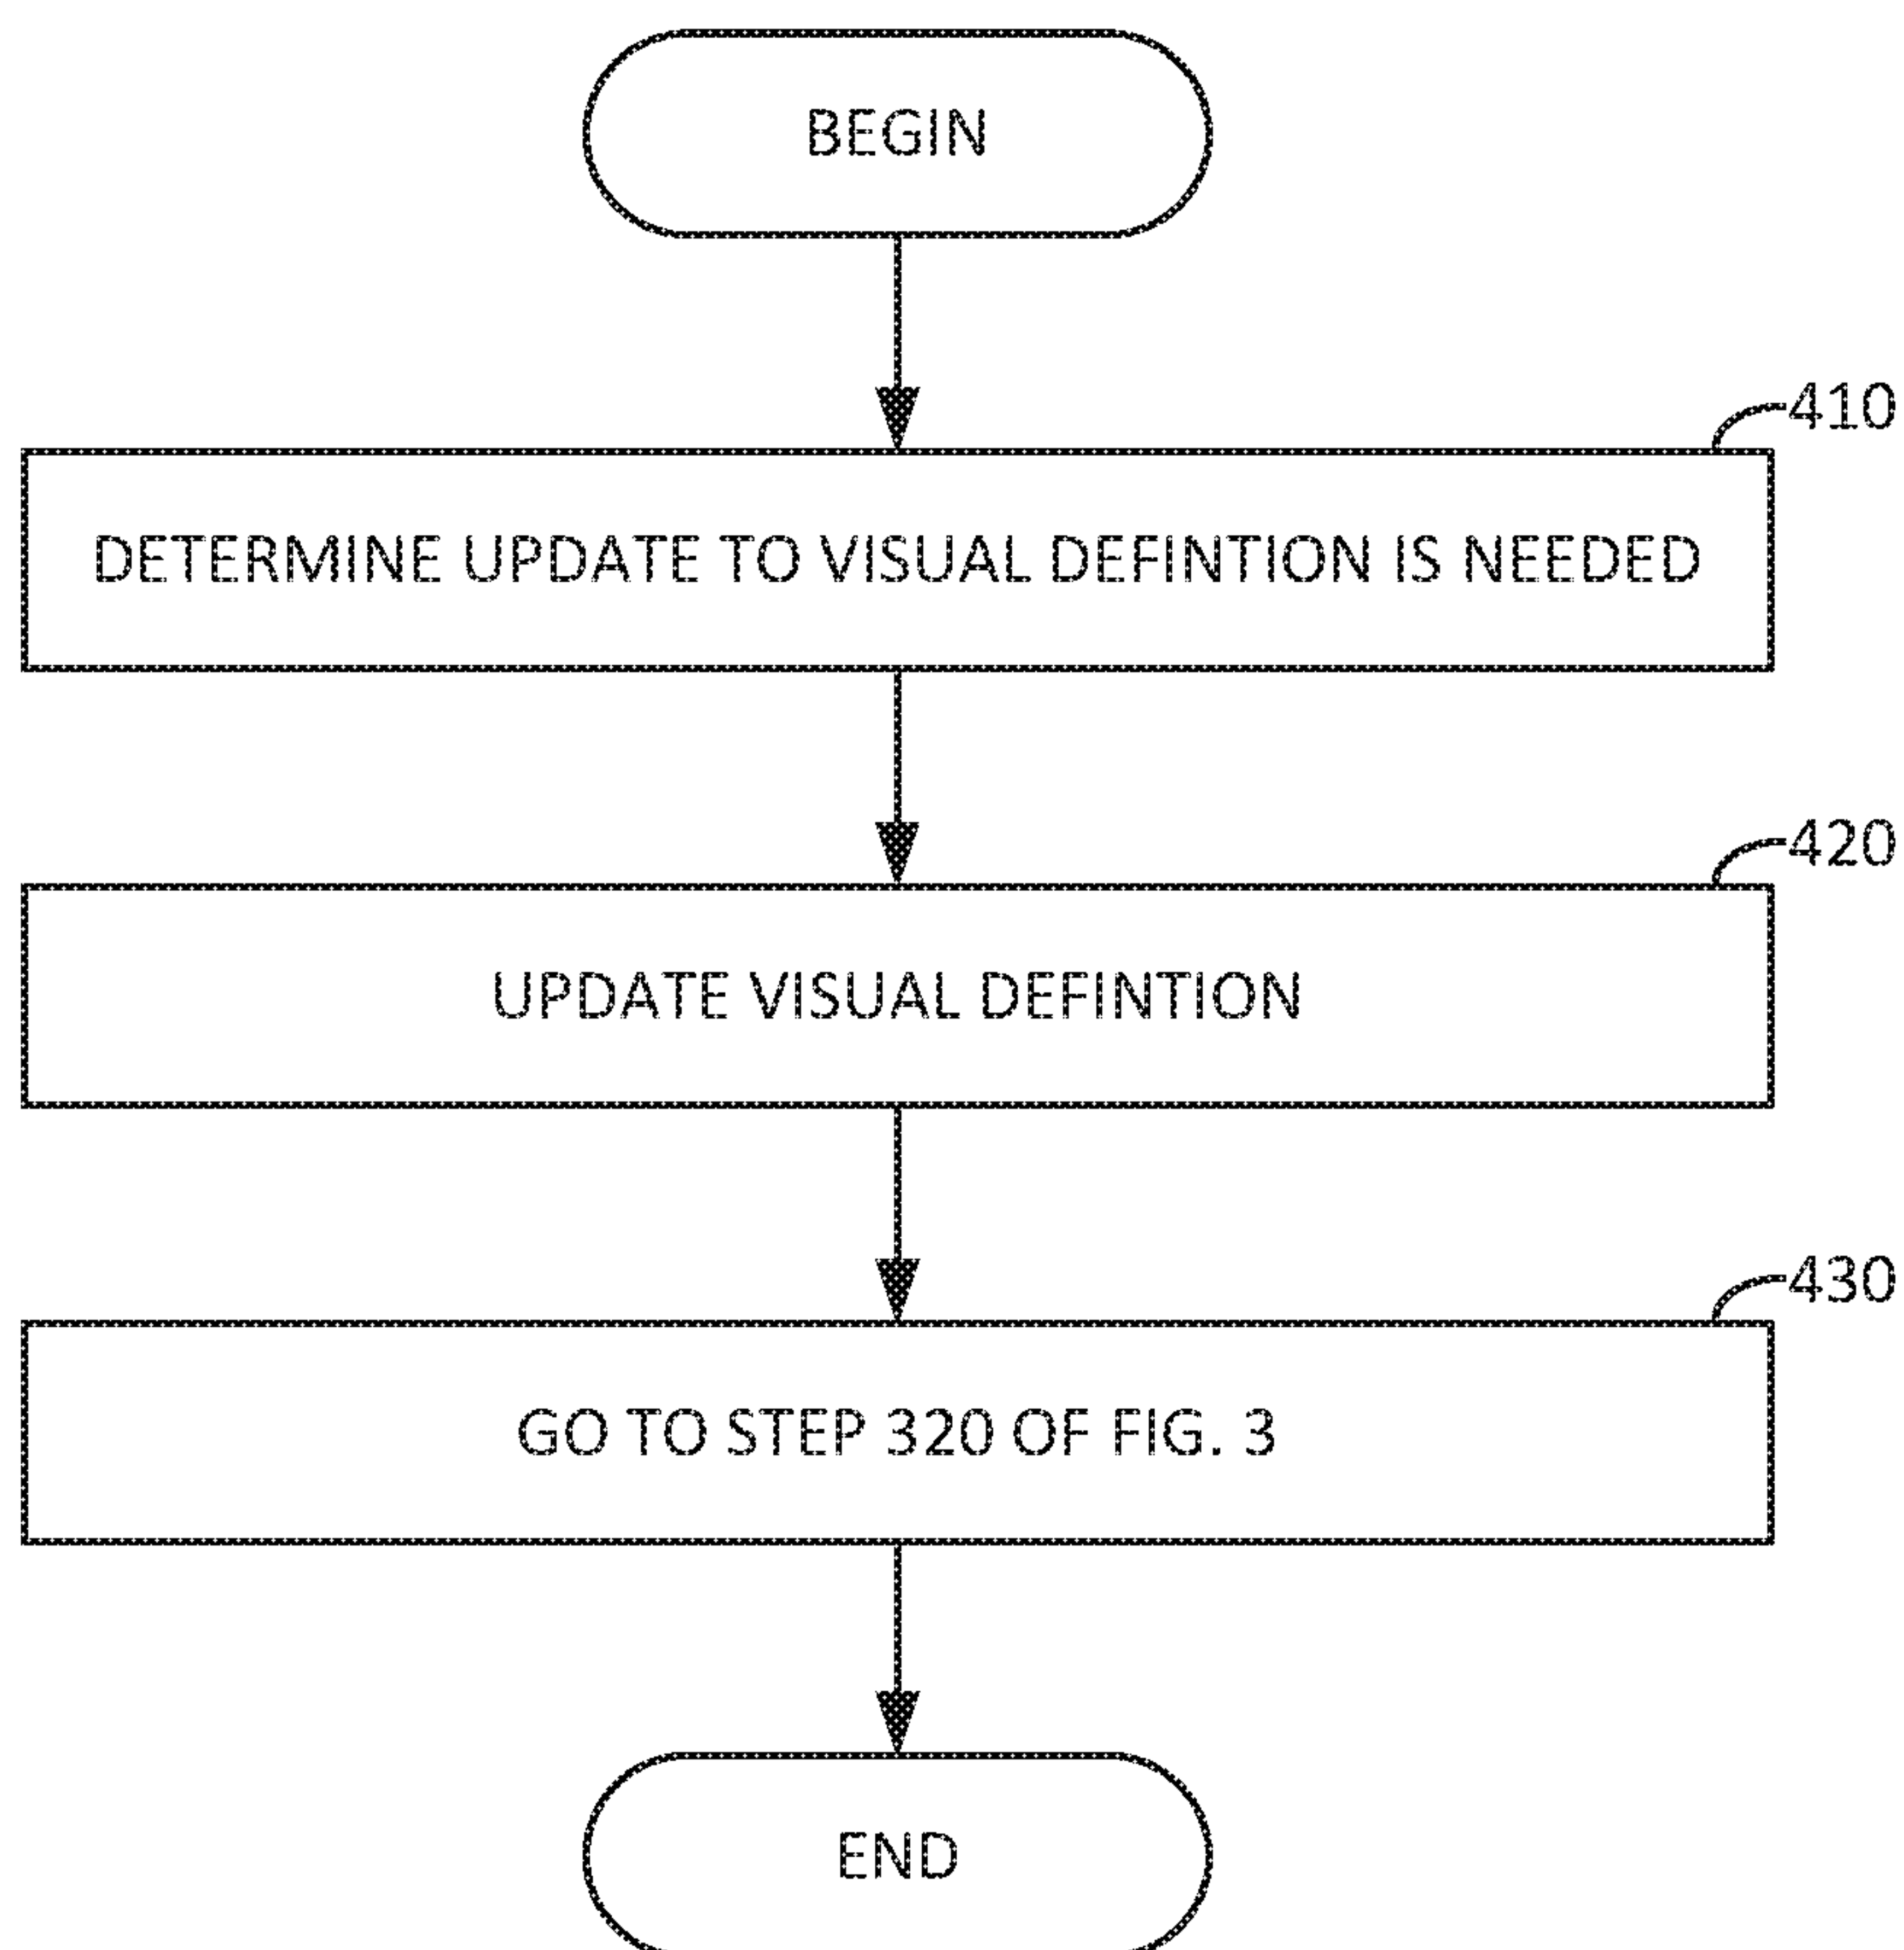 BEGIN
410
DETERMINE UPDATE TO VISUAL DEFINTION IS NEEDED
420
UPDATE VISUAL DEFINTION
430
GO TO STEP 320 OF FIG. 3
END